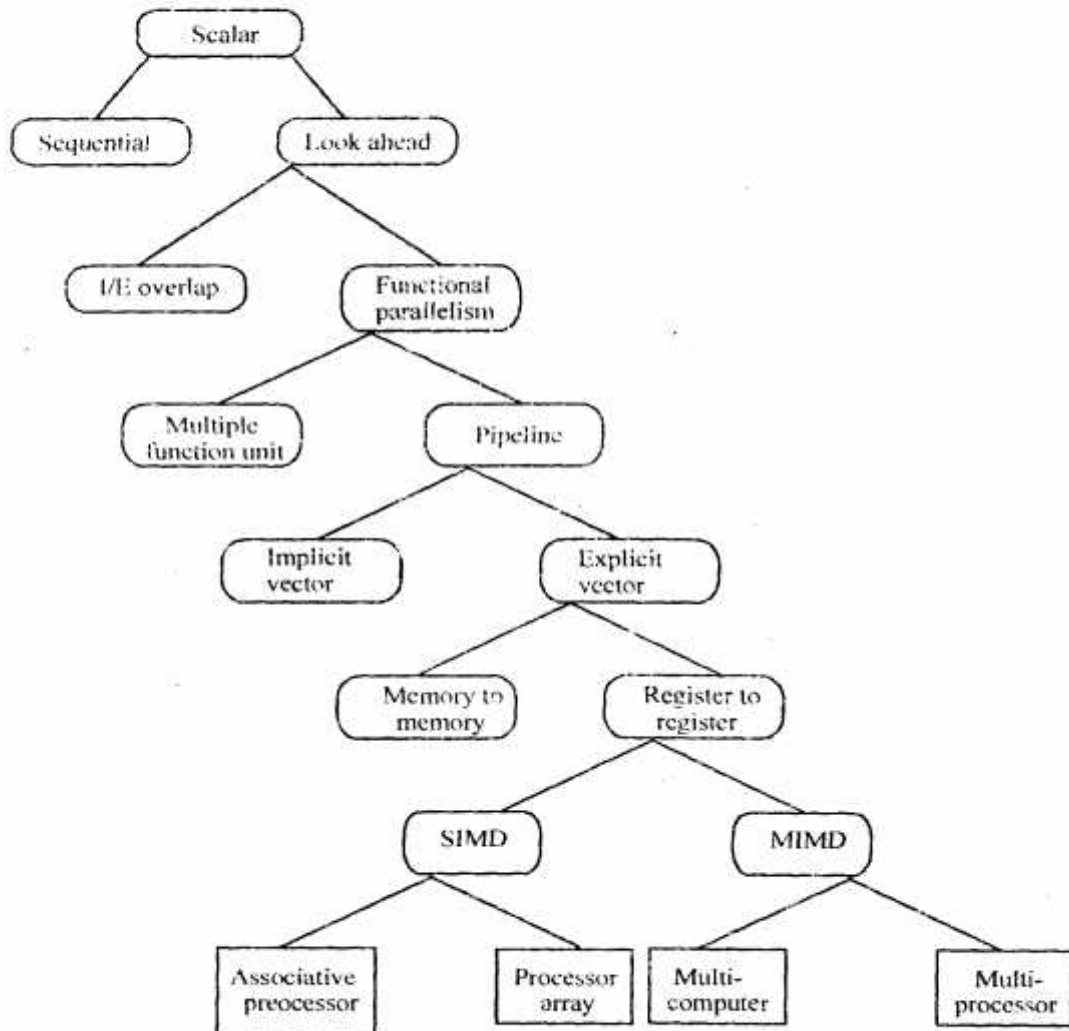 Scalar
Sequential
Look ahead
I/E overlap
Functional
parallelism
Multiple
function unit
Pipeline
Implicit
vector
Explicit
vector
Memory to
memory
Register to
register
SIMD
MIMD
Associative
preocessor
Processor
array
Multi-
computer
Multi-
processor